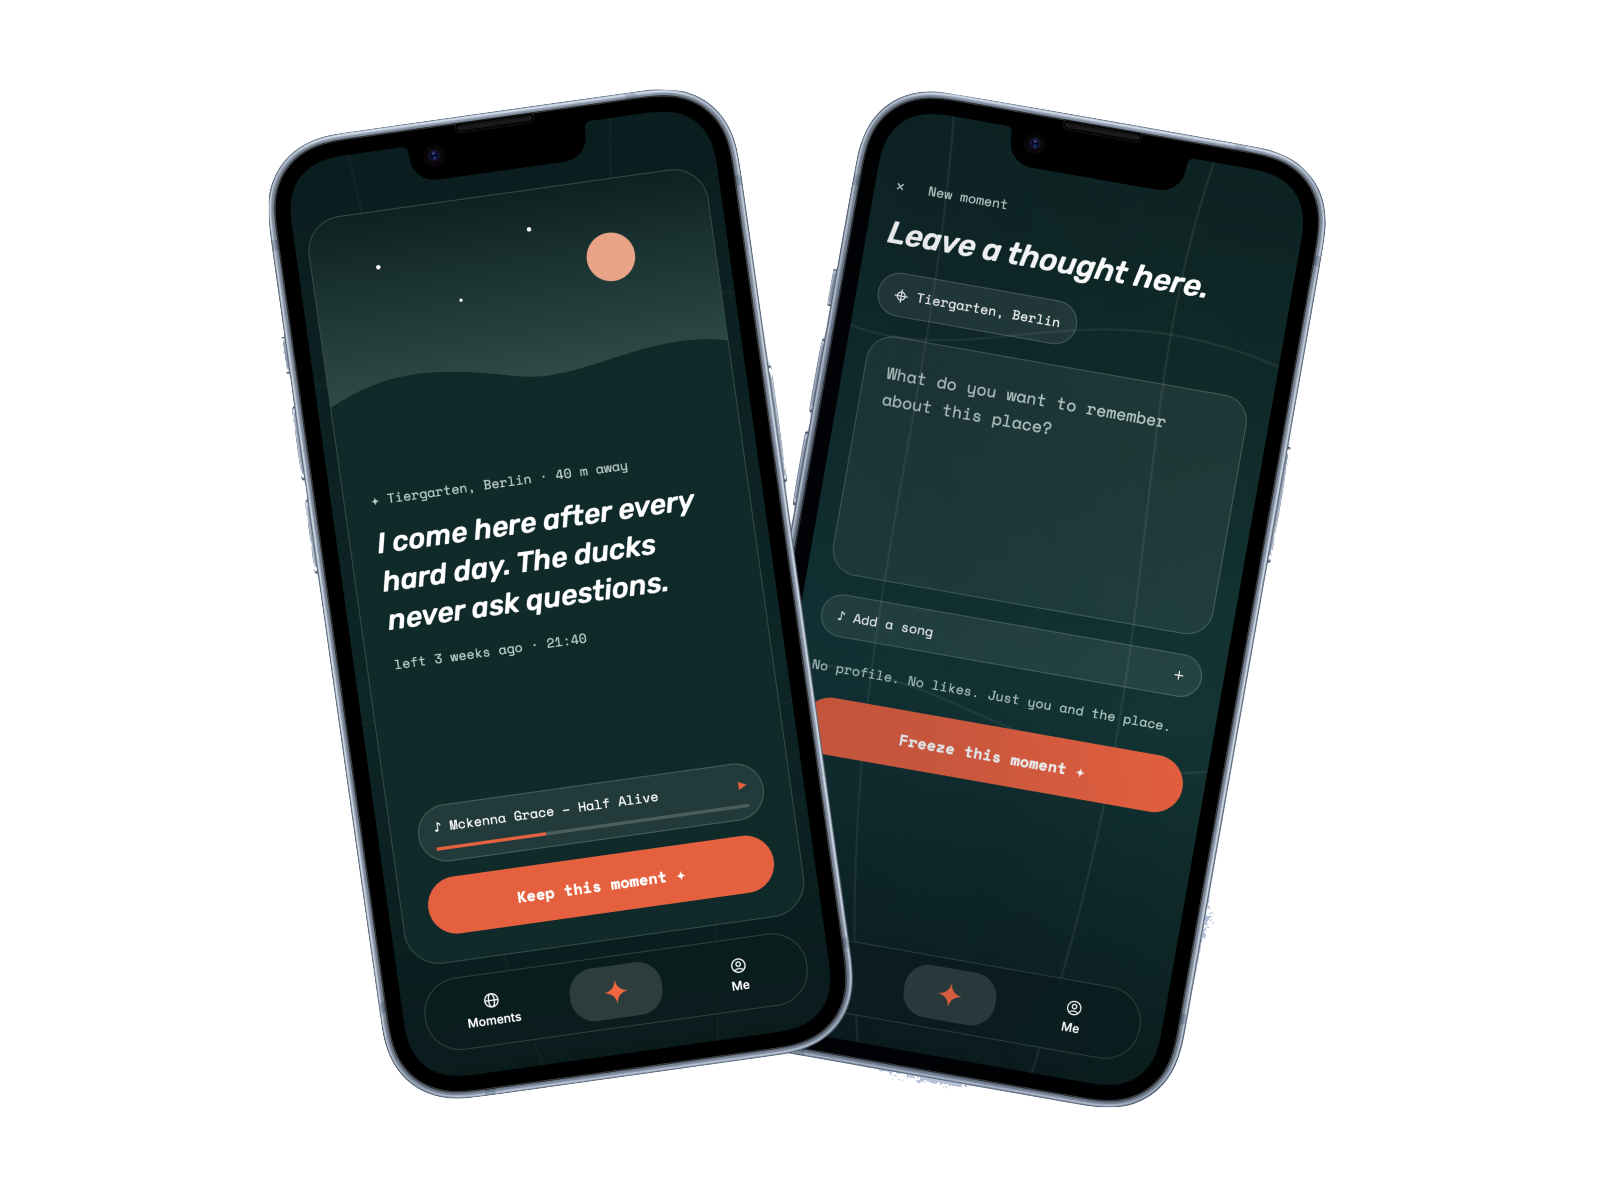 ✦ Tiergarten, Berlin · 40 m away
I come here after every
hard day. The ducks
never ask questions.
left 3 weeks ago · 21:40
♪ Mckenna Grace – Half Alive
Keep this moment ✦
Moments
Me
× New moment
Leave a thought here.
Tiergarten, Berlin
What do you want to remember
about this place?
♪ Add a song +
No profile. No likes. Just you and the place.
Freeze this moment ✦
Me